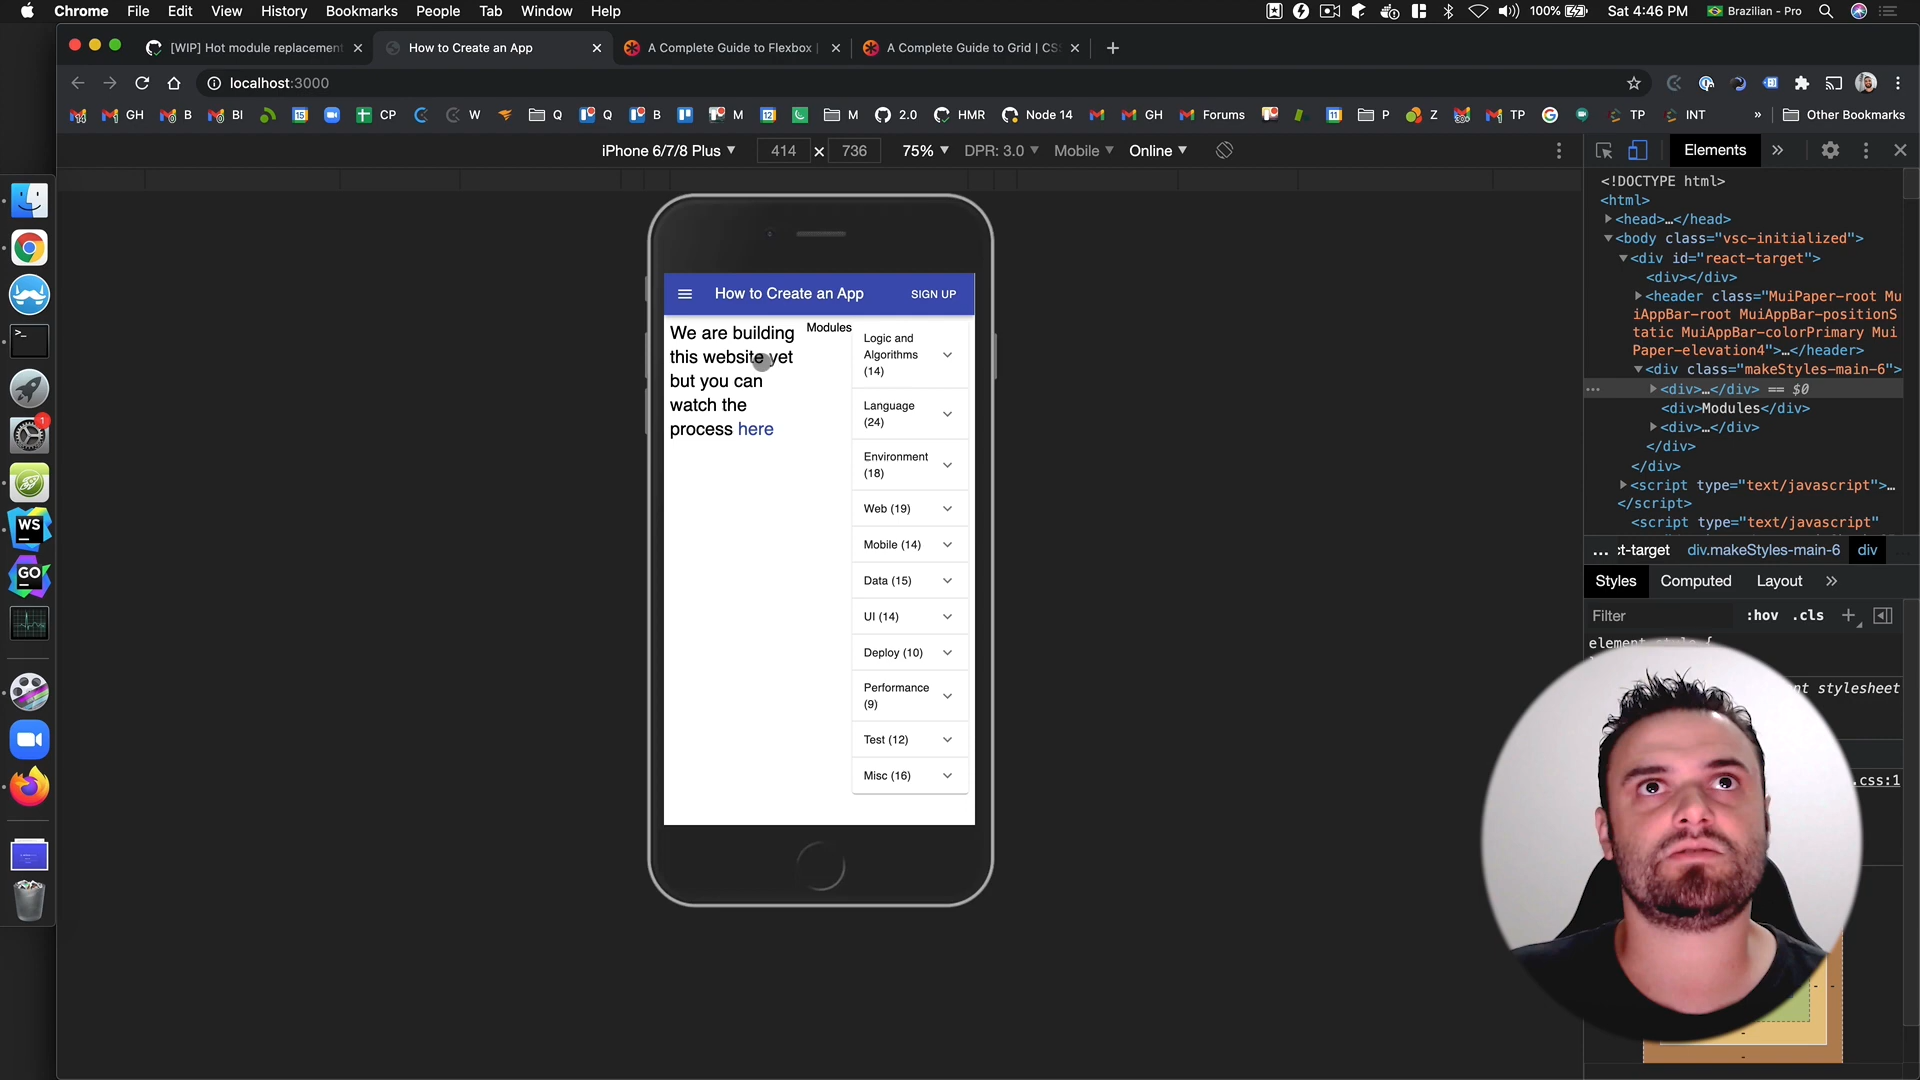 Chrome File Edit View History Bookmarks People Tab Window Help
100% Sat 4:46 PM Brazilian - Pro
[WIP] Hot module replacement
How to Create an App
A Complete Guide to Flexbox |
A Complete Guide to Grid | CS
localhost:3000
GH B BI CP W Q Q B M M 2.0 HMR Node 14 GH Forums P Z TP TP INT » Other Bookmarks
iPhone 6/7/8 Plus 414 × 736 75% DPR: 3.0 Mobile Online
Elements »
How to Create an App SIGN UP
We are building
this website yet
but you can
watch the
process here
Modules
Logic and
Algorithms
(14)
Language
(24)
Environment
(18)
Web (19)
Mobile (14)
Data (15)
UI (14)
Deploy (10)
Performance
(9)
Test (12)
Misc (16)
<!DOCTYPE html>
<html>
<head>…</head>
<body class="vsc-initialized">
<div id="react-target">
<div></div>
<header class="MuiPaper-root Mu
iAppBar-root MuiAppBar-positionS
tatic MuiAppBar-colorPrimary Mui
Paper-elevation4">…</header>
<div class="makeStyles-main-6">
… <div>…</div> == $0
<div>Modules</div>
<div>…</div>
</div>
</div>
<script type="text/javascript">…
</script>
<script type="text/javascript"
… ct-target div.makeStyles-main-6 div
Styles Computed Layout »
Filter :hov .cls +
element.style {
nt stylesheet
.css:1
WS
GO
1